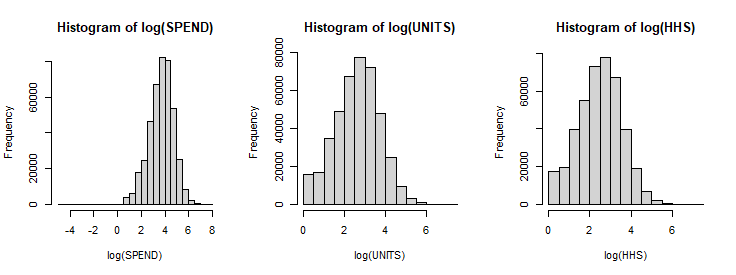 Histogram of log(SPEND)
Frequency
0 20000 60000
-4 -2 0 2 4 6 8
log(SPEND)
Histogram of log(UNITS)
Frequency
0 20000 40000 60000 80000
0 2 4 6
log(UNITS)
Histogram of log(HHS)
Frequency
0 20000 60000
0 2 4 6
log(HHS)